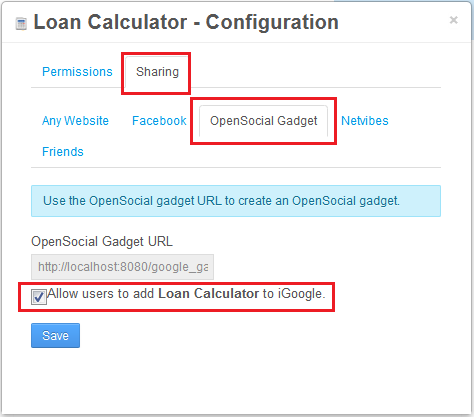 Loan Calculator - Configuration ×
Permissions Sharing
Any Website Facebook OpenSocial Gadget Netvibes
Friends
Use the OpenSocial gadget URL to create an OpenSocial gadget.
OpenSocial Gadget URL
http://localhost:8080/google_ga
Allow users to add Loan Calculator to iGoogle.
Save